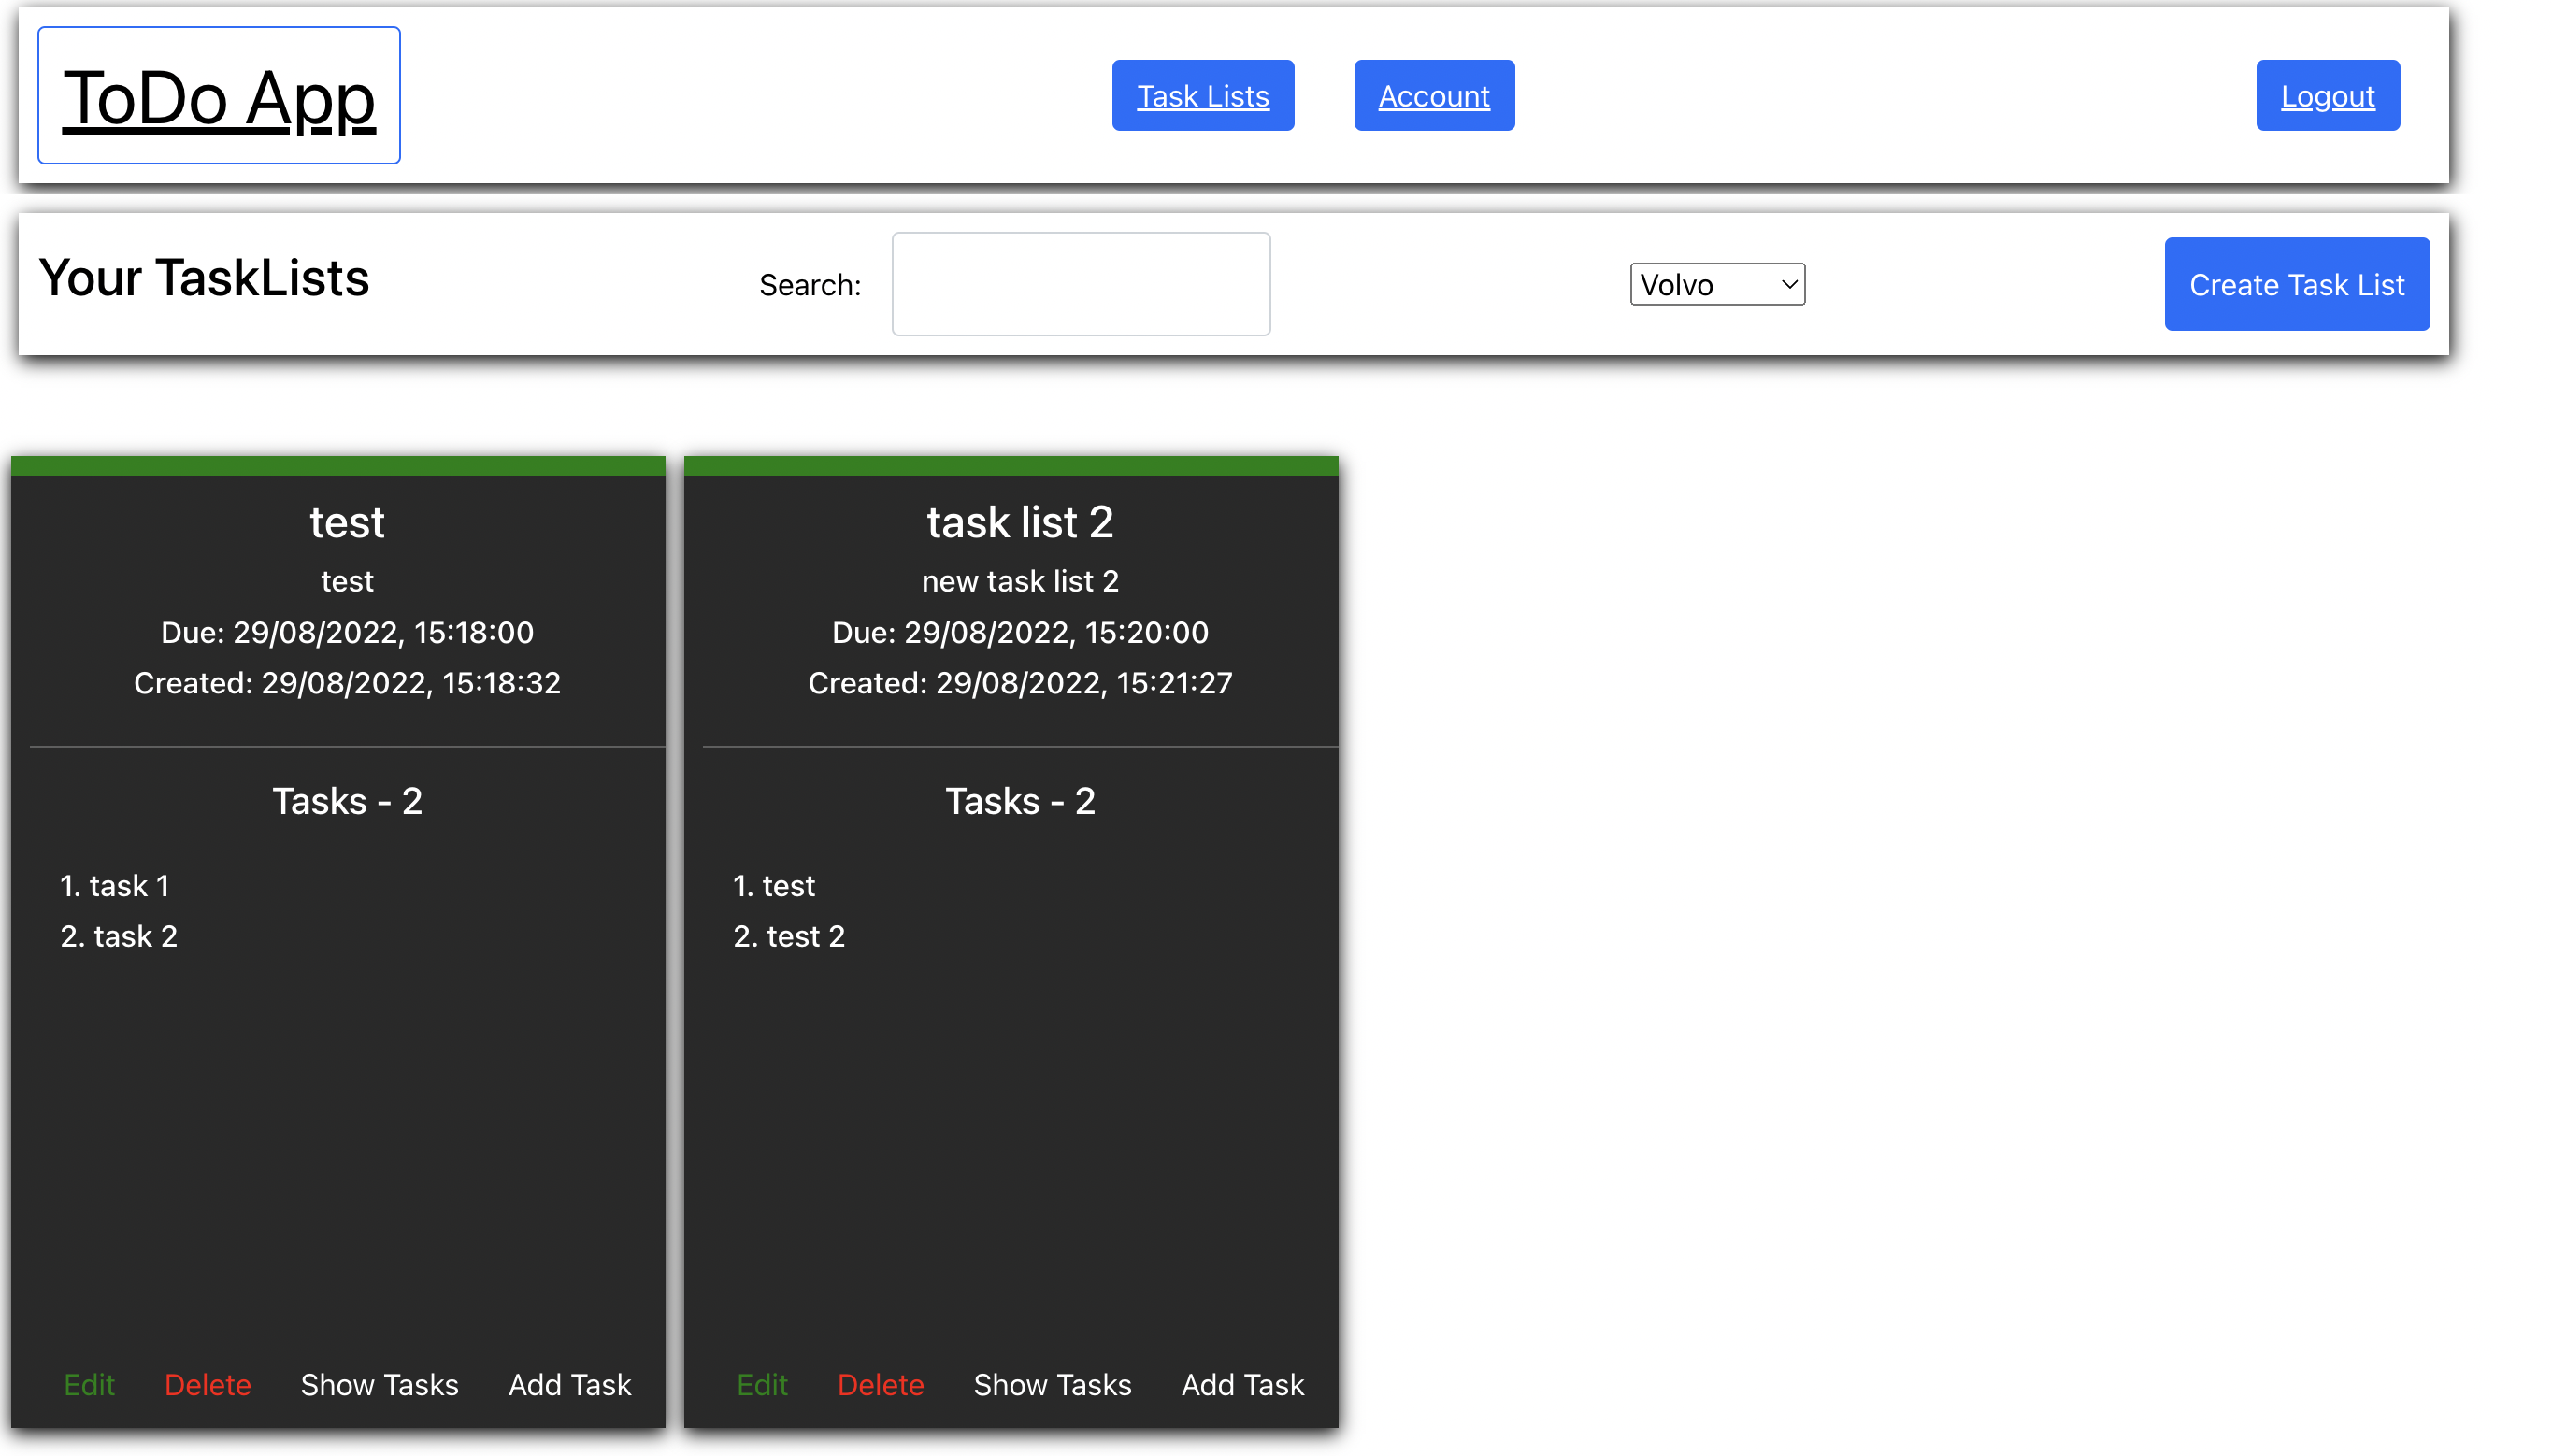 ToDo App
Task Lists
Account
Logout
Your TaskLists
Search:
Volvo
Create Task List
test
test
Due: 29/08/2022, 15:18:00
Created: 29/08/2022, 15:18:32
Tasks - 2
1. task 1
2. task 2
Edit
Delete
Show Tasks
Add Task
task list 2
new task list 2
Due: 29/08/2022, 15:20:00
Created: 29/08/2022, 15:21:27
Tasks - 2
1. test
2. test 2
Edit
Delete
Show Tasks
Add Task